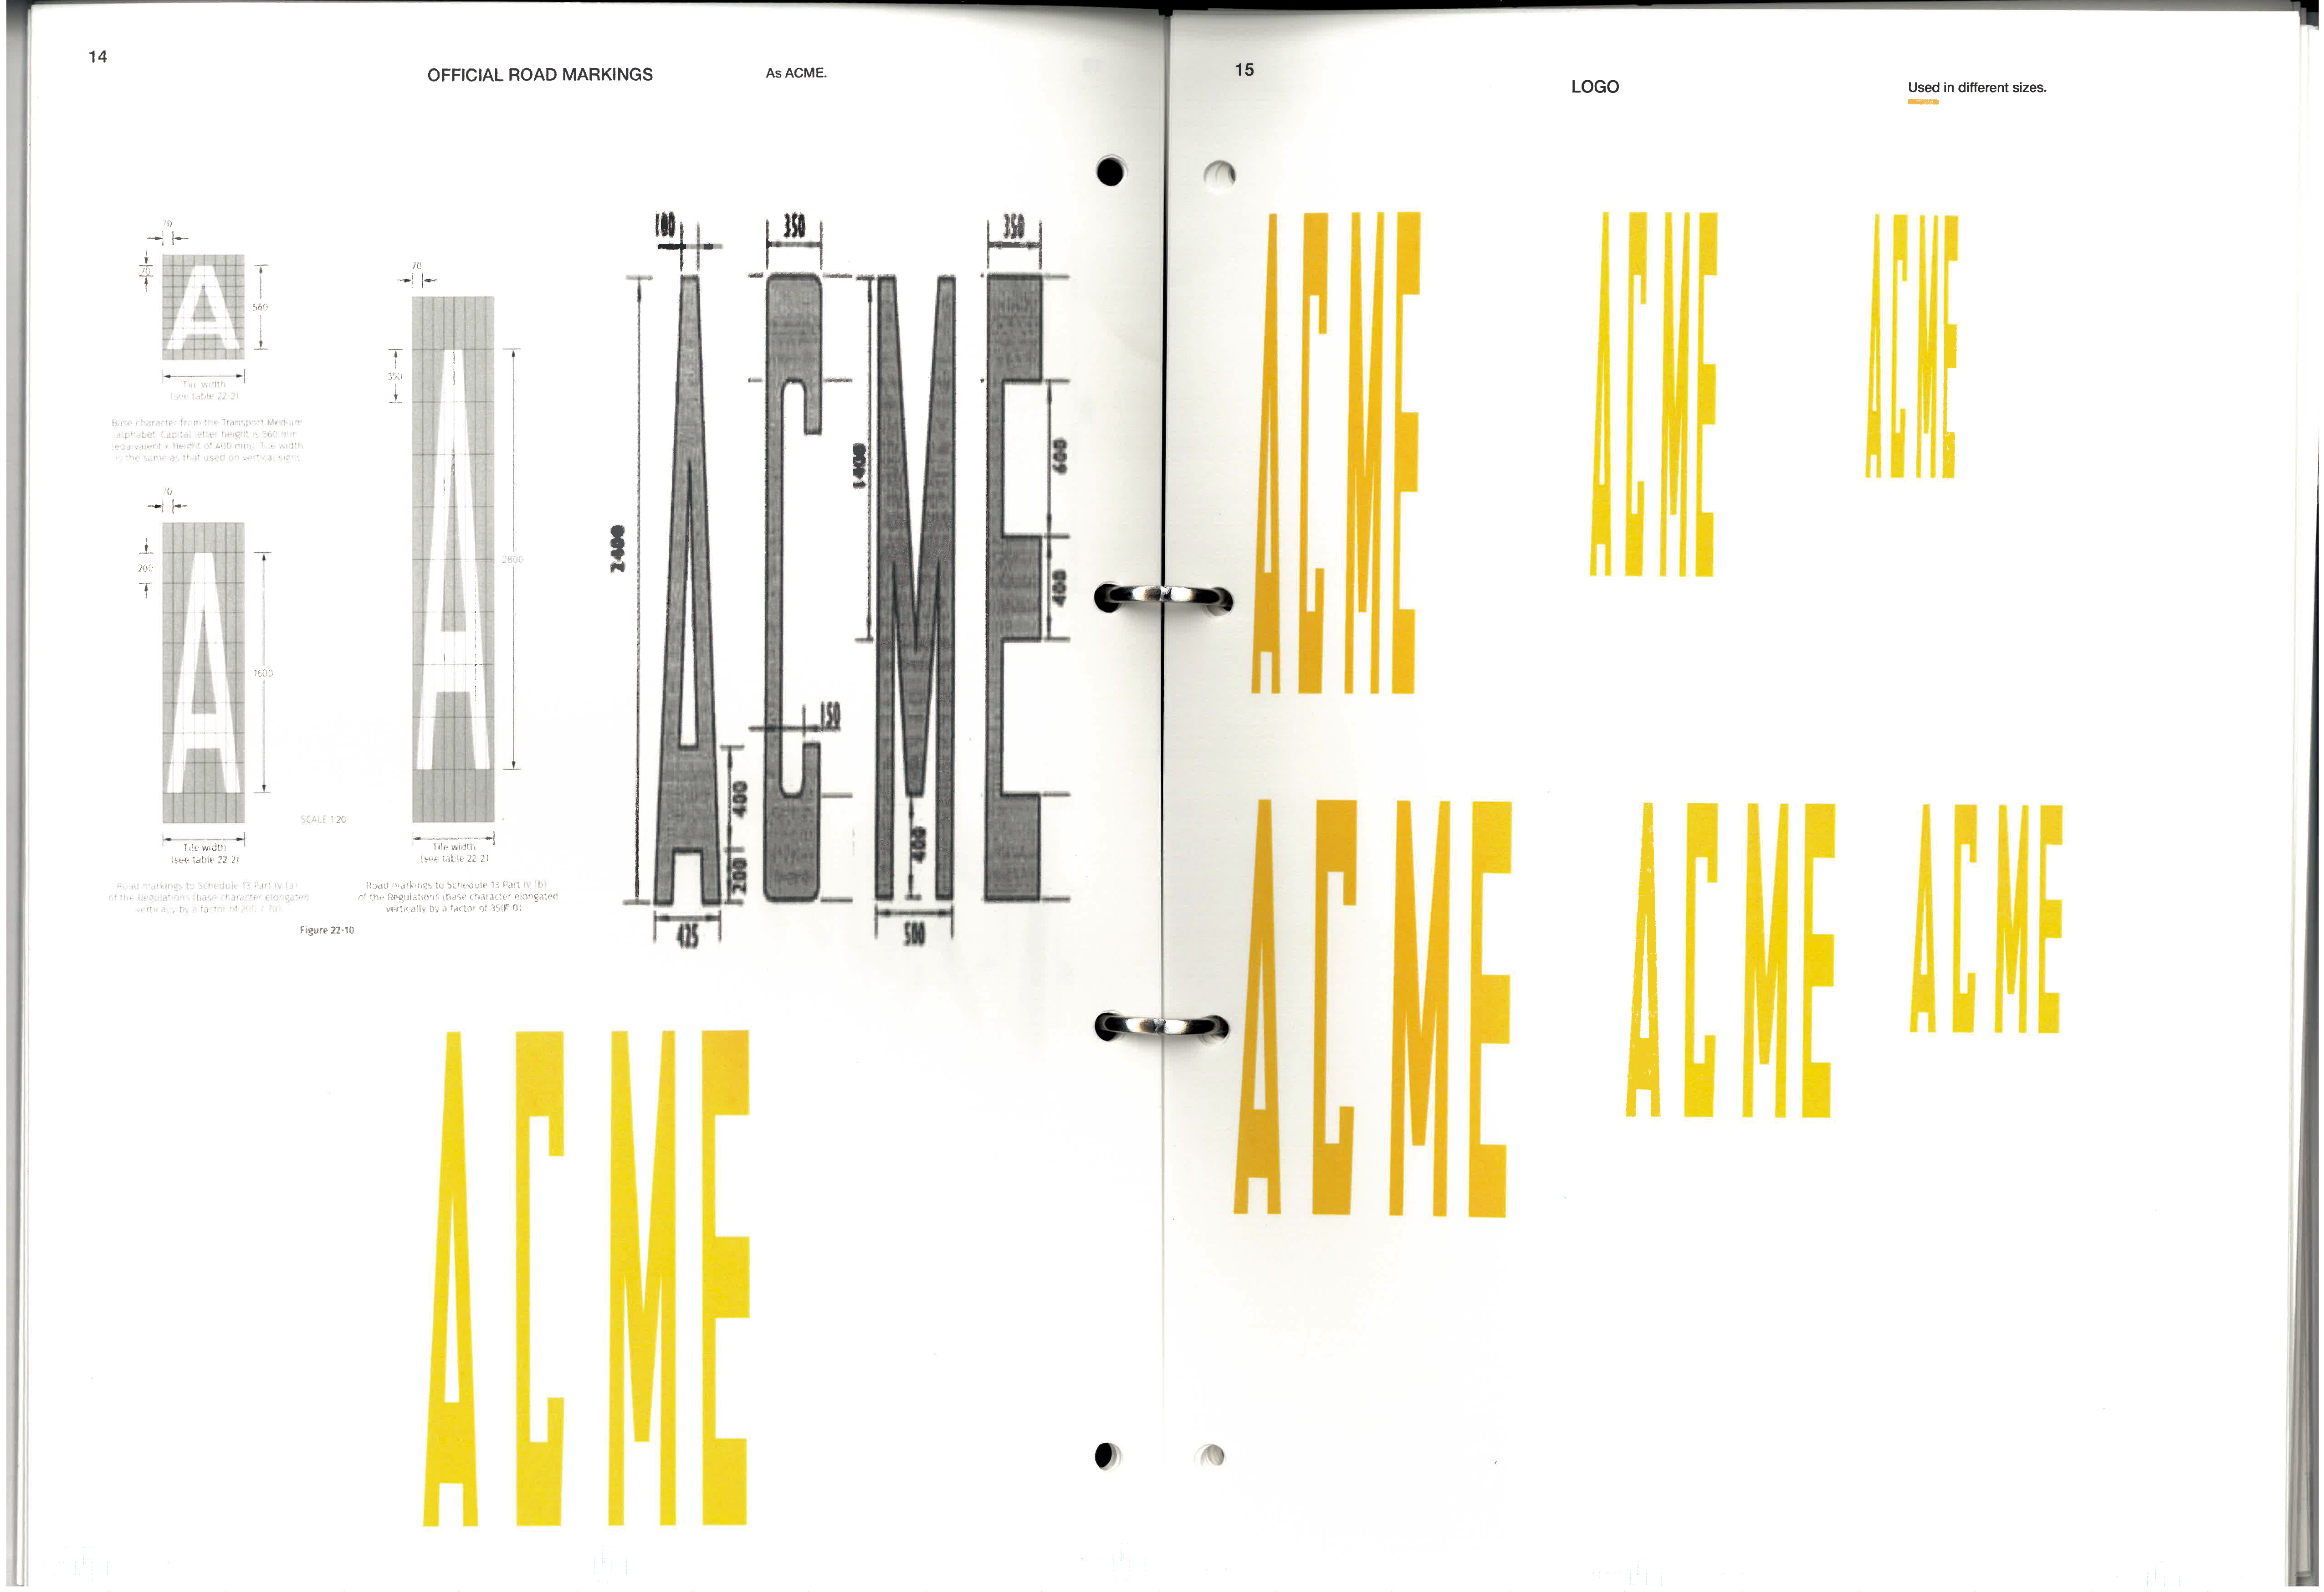 14
OFFICIAL ROAD MARKINGS
As ACME.
70
70
560
Tile width
(see table 22-2)
Base character from the Transport Medium
alphabet. Capital letter height is 560 mm
(equivalent x-height of 400 mm). Tile width
is the same as that used on vertical signs
70
200
1600
Tile width
(see table 22-2)
Road markings to Schedule 13 Part IV (a)
of the Regulations (base character elongated
vertically by a factor of
70
350
2800
SCALE 1:20
Tile width
(see table 22-2)
Road markings to Schedule 13 Part IV (b)
of the Regulations (base character elongated
vertically by a factor of
Figure 22-10
100
350
350
2400
1400
600
400
150
400
200
400
425
500
A C M E
ACME
15
LOGO
Used in different sizes.
ACME
ACME
ACME
ACME
ACME
ACME